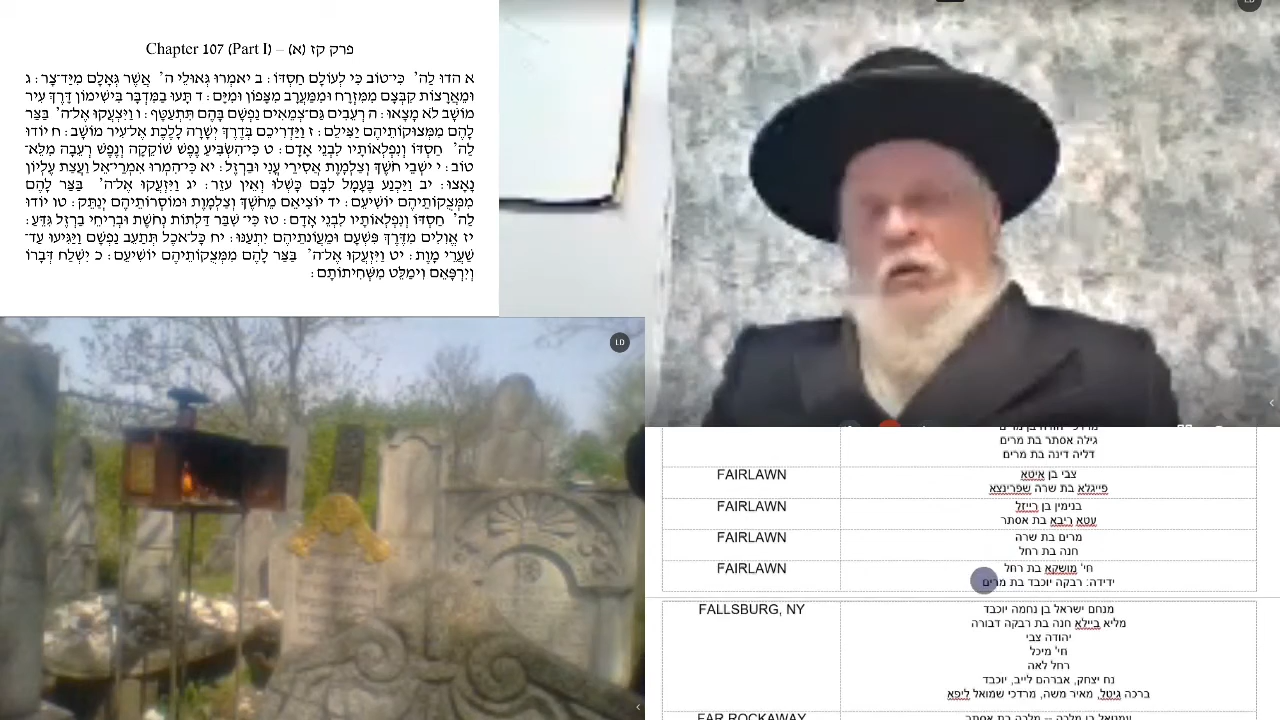 Chapter 107 (Part I) – פרק קז (א)
א הדוּ לַה' כִּי־טוֹב כִּי לְעוֹלָם חַסְדּוֹ: ב יֹאמְרוּ גְּאוּלֵי ה' אֲשֶׁר גְּאָלָם מִיַּד־צָר: ג
וּמֵאֲרָצוֹת קִבְּצָם מִמִּזְרָח וּמִמַּעֲרָב מִצָּפוֹן וּמִיָּם: ד תָּעוּ בַמִּדְבָּר בִּישִׁימוֹן דָּרֶךְ עִיר
מוֹשָׁב לֹא מָצָאוּ: ה רְעֵבִים גַּם־צְמֵאִים נַפְשָׁם בָּהֶם תִּתְעַטָּף: ו וַיִּצְעֲקוּ אֶל־ה' בַּצַּר
לָהֶם מִמְּצוּקוֹתֵיהֶם יַצִּילֵם: ז וַיַּדְרִיכֵם בְּדֶרֶךְ יְשָׁרָה לָלֶכֶת אֶל־עִיר מוֹשָׁב: ח יוֹדוּ
לַה' חַסְדּוֹ וְנִפְלְאוֹתָיו לִבְנֵי אָדָם: ט כִּי־הִשְׂבִּיעַ נֶפֶשׁ שׁוֹקֵקָה וְנֶפֶשׁ רְעֵבָה מִלֵּא־
טוֹב: י יֹשְׁבֵי חֹשֶׁךְ וְצַלְמָוֶת אֲסִירֵי עֳנִי וּבַרְזֶל: יא כִּי־הִמְרוּ אִמְרֵי־אֵל וַעֲצַת עֶלְיוֹן
נָאָצוּ: יב וַיַּכְנַע בֶּעָמָל לִבָּם כָּשְׁלוּ וְאֵין עֹזֵר: יג וַיִּזְעֲקוּ אֶל־ה' בַּצַּר לָהֶם
מִמְּצֻקוֹתֵיהֶם יוֹשִׁיעֵם: יד יוֹצִיאֵם מֵחֹשֶׁךְ וְצַלְמָוֶת וּמוֹסְרוֹתֵיהֶם יְנַתֵּק: טו יוֹדוּ
לַה' חַסְדּוֹ וְנִפְלְאוֹתָיו לִבְנֵי אָדָם: טז כִּי־שִׁבַּר דַּלְתוֹת נְחֹשֶׁת וּבְרִיחֵי בַרְזֶל גִּדֵּעַ:
יז אֱוִלִים מִדֶּרֶךְ פִּשְׁעָם וּמֵעֲוֹנֹתֵיהֶם יִתְעַנּוּ: יח כָּל־אֹכֶל תְּתַעֵב נַפְשָׁם וַיַּגִּיעוּ עַד־
שַׁעֲרֵי מָוֶת: יט וַיִּזְעֲקוּ אֶל־ה' בַּצַּר לָהֶם מִמְּצֻקוֹתֵיהֶם יוֹשִׁיעֵם: כ יִשְׁלַח דְּבָרוֹ
וְיִרְפָּאֵם וִימַלֵּט מִשְּׁחִיתוֹתָם:
LD
LD
גילה אסתר בת מרים
דליה דינה בת מרים
FAIRLAWN
צבי בן איטא
פייגלא בת שרה שפרינצא
FAIRLAWN
בנימין בן רייזל
עטא ריבא בת אסתר
FAIRLAWN
מרים בת שרה
חנה בת רחל
FAIRLAWN
חי' מושקא בת רחל
ידידה: רבקה יוכבד בת מרים
FALLSBURG, NY
מנחם ישראל בן נחמה יוכבד
מליא ביילא חנה בת רבקה דבורה
יהודה צבי
חי' מיכל
רחל לאה
נח יצחק, אברהם לייב, יוכבד
ברכה גיטל, מאיר משה, מרדכי שמואל ליפא
FAR ROCKAWAY